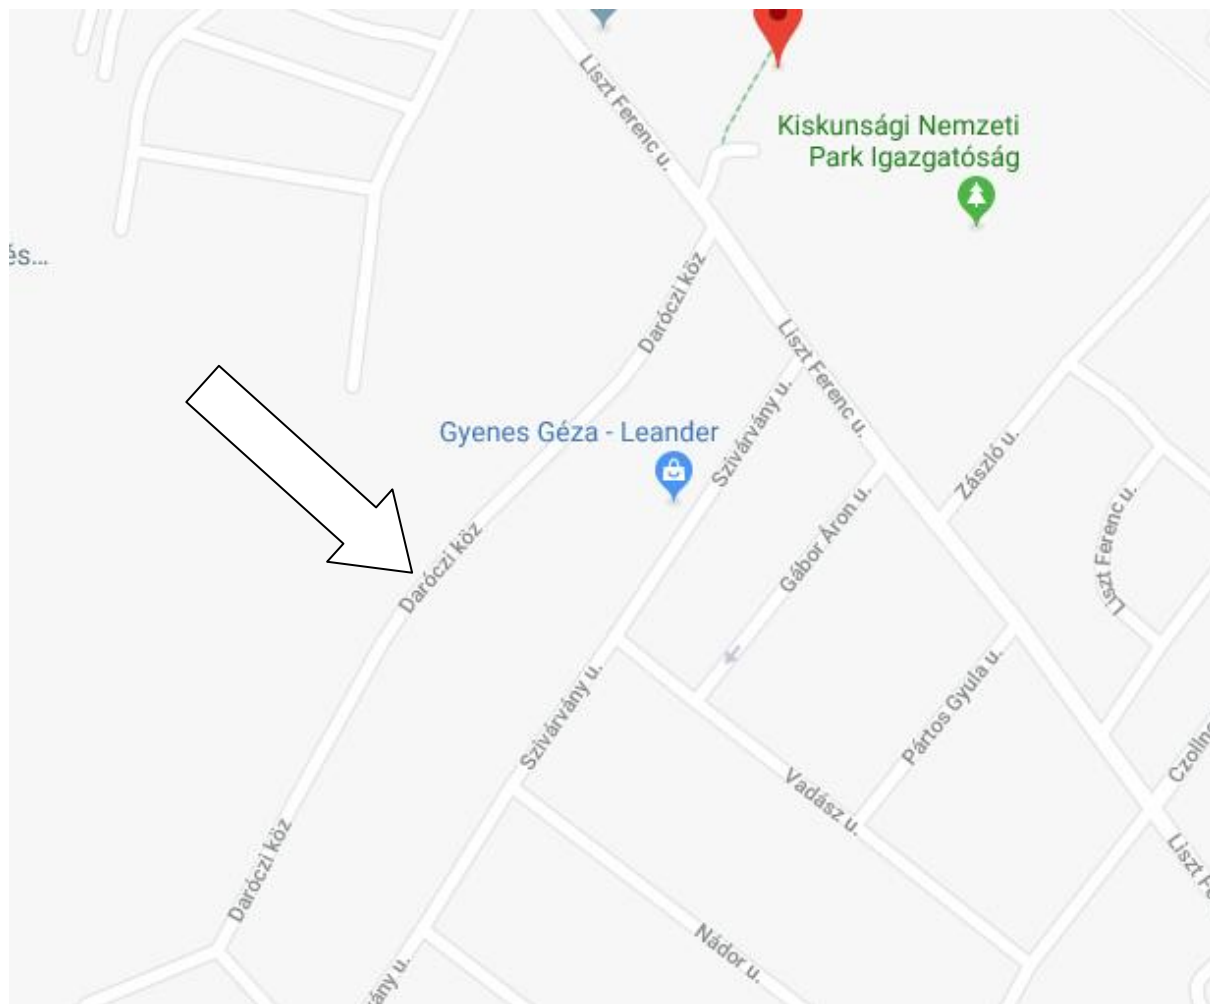 Liszt Ferenc u.
Kiskunsági Nemzeti
Park Igazgatóság
és...
Daróczi köz
Liszt Ferenc u.
Gyenes Géza - Leander
Szivárvány u.
Zászló u.
Gábor Áron u.
Liszt Ferenc u.
Daróczi köz
Szivárvány u.
Pártos Gyula u.
Vadász u.
Daróczi köz
Nádor u.